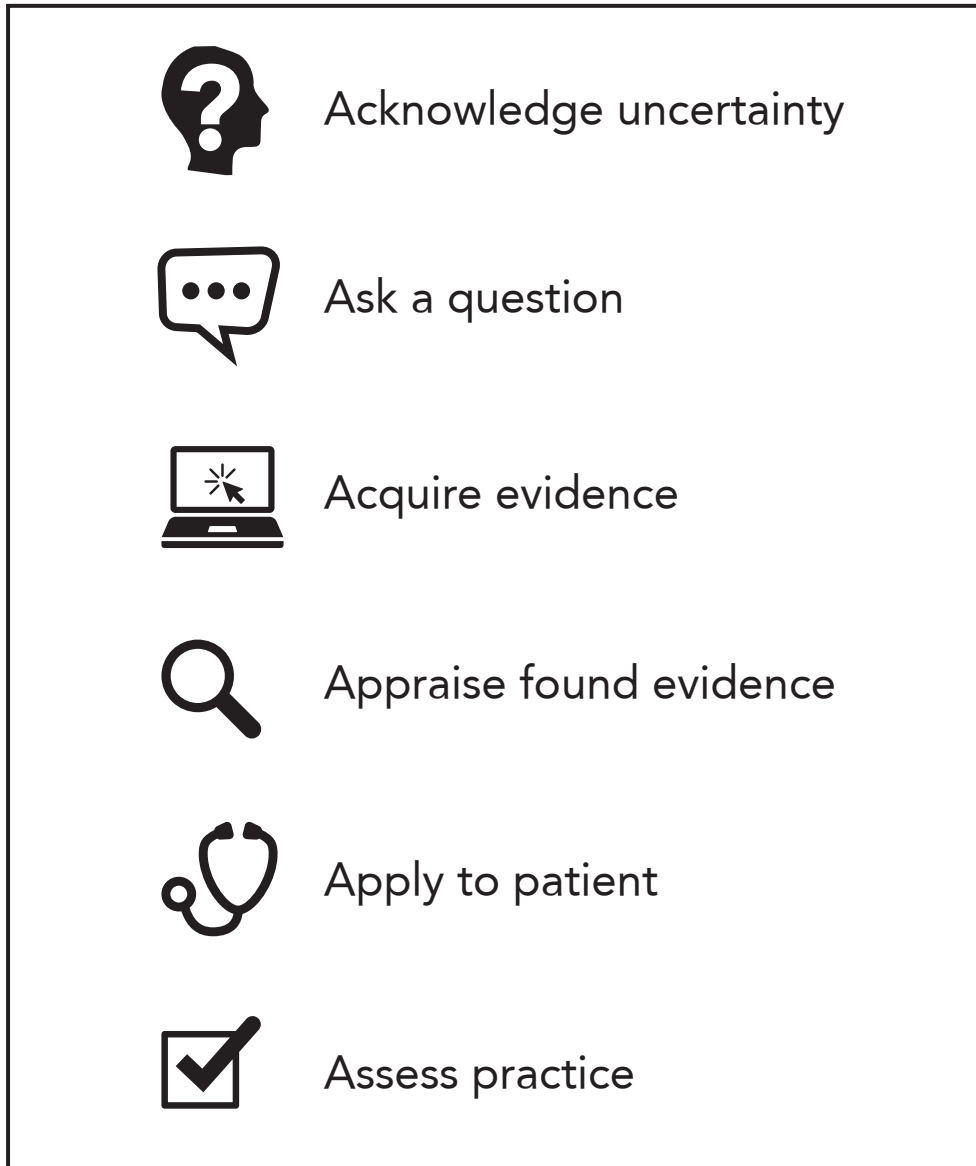 Acknowledge uncertainty
Ask a question
Acquire evidence
Appraise found evidence
Apply to patient
Assess practice